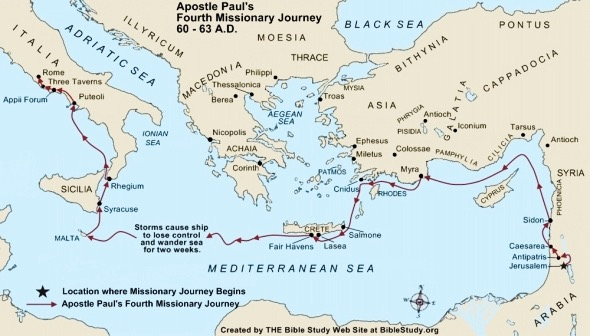 Apostle Paul's
Fourth Missionary Journey
60 - 63 A.D.
BLACK SEA
PONTUS
ILLYRICUM
MOESIA
ITALIA
ADRIATIC SEA
THRACE
BITHYNIA
CAPPADOCIA
MACEDONIA
Philippi
Thessalonica
Berea
MYSIA
Troas
ASIA
GALATIA
Rome
Three Taverns
Appii Forum
Puteoli
AEGEAN
SEA
PHRYGIA
Antioch
PISIDIA
Iconium
Tarsus
IONIAN
SEA
Nicopolis
ACHAIA
Corinth
Ephesus
Miletus
Colossae
PAMPHYLIA
CILICIA
Antioch
PATMOS
Cnidus
RHODES
Myra
SYRIA
PHOENICIA
CYPRUS
SICILIA
Rhegium
Syracuse
MALTA
Storms cause ship
to lose control
and wander sea
for two weeks.
CRETE
Salmone
Fair Havens
Lasea
Sidon
Caesarea
Antipatris
Jerusalem
MEDITERRANEAN SEA
ARABIA
Location where Missionary Journey Begins
Apostle Paul's Fourth Missionary Journey
Created by THE Bible Study Web Site at BibleStudy.org